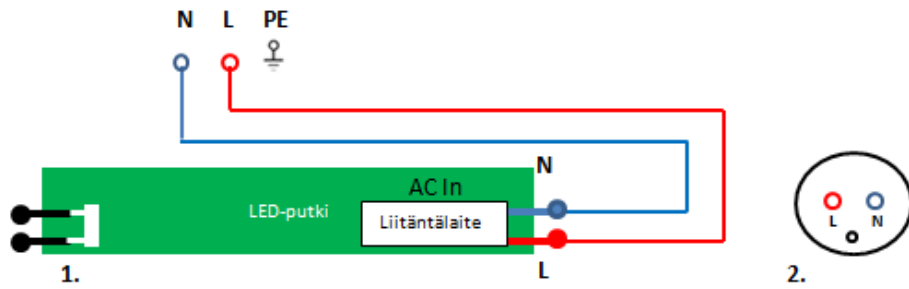 N L PE
N
AC In
LED-putki
Liitäntälaite
L N
1.
L
2.